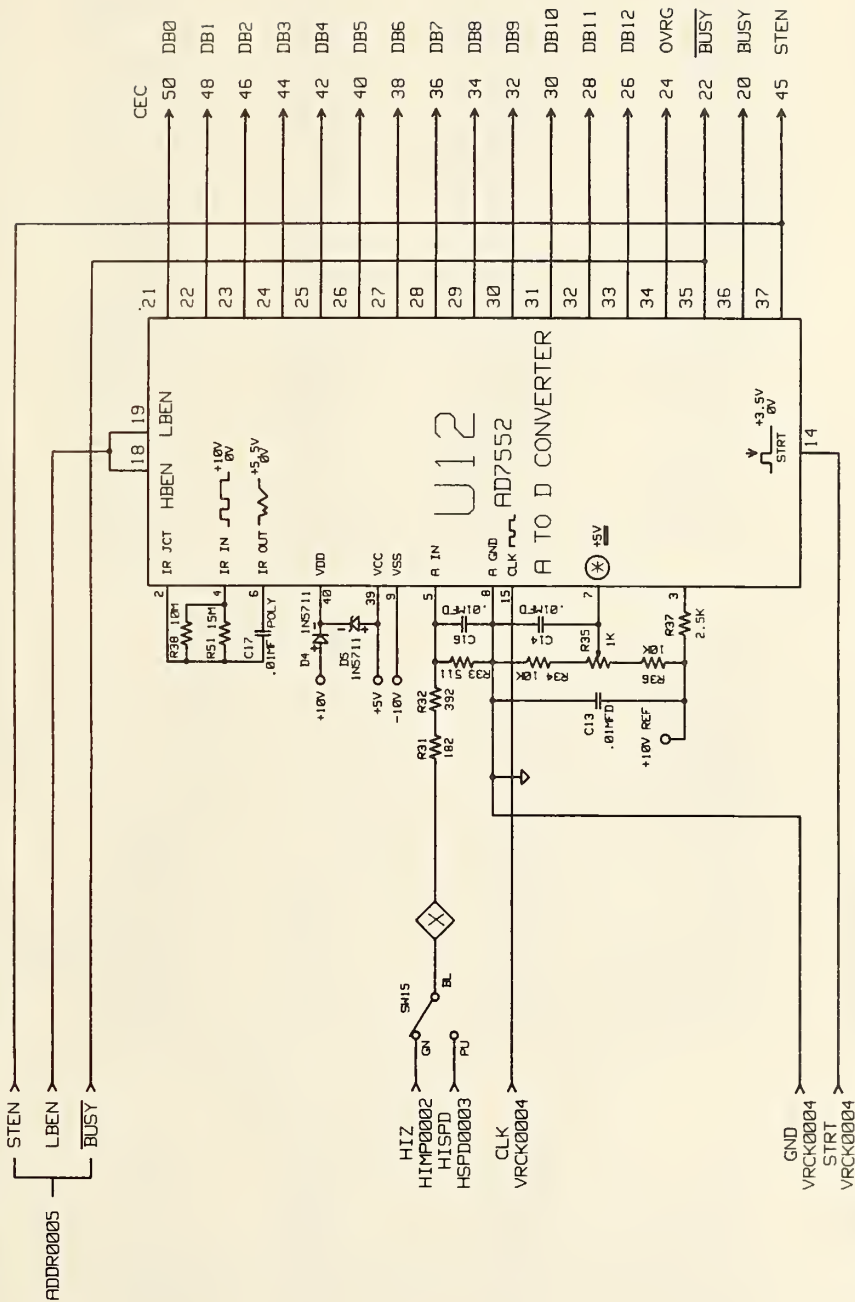 CEC
50 DB0
48 DB1
46 DB2
44 DB3
42 DB4
40 DB5
38 DB6
36 DB7
34 DB8
32 DB9
30 DB10
28 DB11
26 DB12
24 OVRG
22 BUSY
20 BUSY
45 STEN
21
22
23
24
25
26
27
28
29
30
31
32
33
34
35
36
37
18 19
HBEN LBEN
IR JCT
IR IN +10V 0V
IR OUT +5.5V 0V
VDD
VCC
VSS
A IN
A GND
CLK
+5V
U12
AD7552
A TO D CONVERTER
+3.5V
0V
STRT
14
2
4
6
40
39
9
5
8
15
7
3
R38 10M
R51 15M
C17
.01MF POLY
D4 1N5711
D5
1N5711
+10V
+5V
-10V
R31
182
R32
392
R33 511
C16 .01MFD
C14 .01MFD
R34 10K
R35
1K
R36
10K
R37
2.5K
C13
.01MFD
+10V REF
X
SW15
GN
BL
PU
STEN
LBEN
BUSY
ADDR0005
HIZ
HIMP0002
HISPD
HSPD0003
CLK
VRCK0004
GND
VRCK0004
STRT
VRCK0004